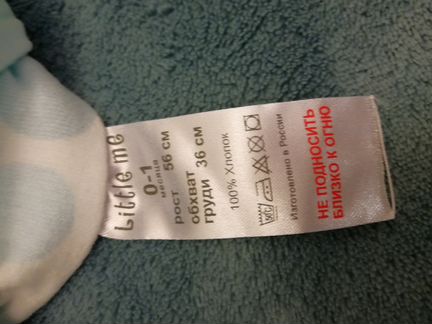 Little me
0-1
месяца
рост
56 см
обхват
груди 36 см
100% Хлопок
Изготовлено в России
НЕ ПОДНОСИТЬ
БЛИЗКО К ОГНЮ